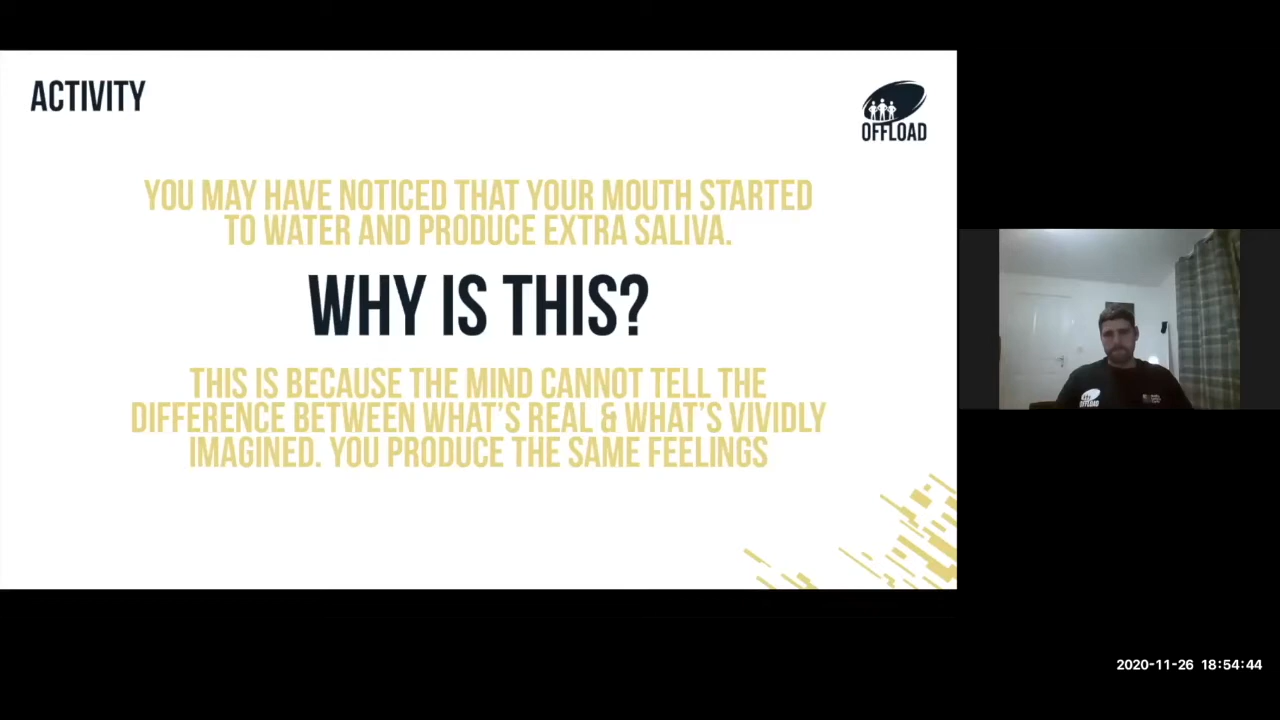 ACTIVITY
OFFLOAD
YOU MAY HAVE NOTICED THAT YOUR MOUTH STARTED
TO WATER AND PRODUCE EXTRA SALIVA.
WHY IS THIS?
THIS IS BECAUSE THE MIND CANNOT TELL THE
DIFFERENCE BETWEEN WHAT'S REAL & WHAT'S VIVIDLY
IMAGINED. YOU PRODUCE THE SAME FEELINGS
OFFLOAD
2020-11-26 18:54:44